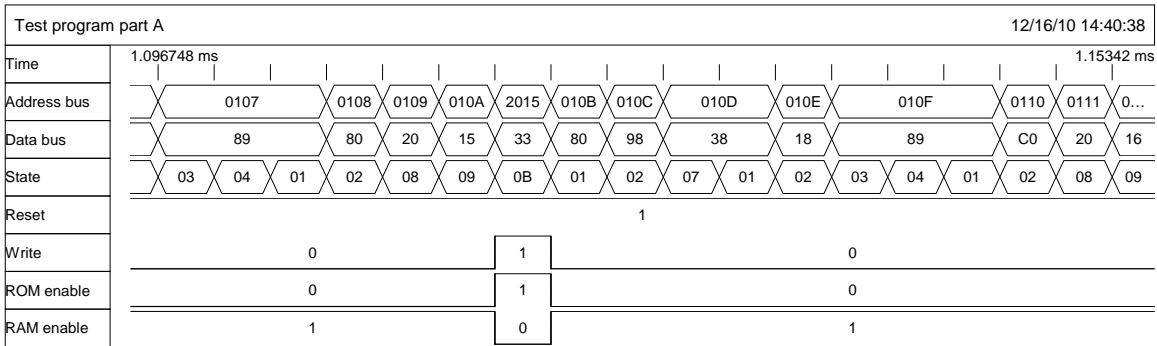 Test program part A 12/16/10 14:40:38
Time 1.096748 ms 1.15342 ms
Address bus 0107 0108 0109 010A 2015 010B 010C 010D 010E 010F 0110 0111 0…
Data bus 89 80 20 15 33 80 98 38 18 89 C0 20 16
State 03 04 01 02 08 09 0B 01 02 07 01 02 03 04 01 02 08 09
Reset 1
Write 0 1 0
ROM enable 0 1 0
RAM enable 1 0 1